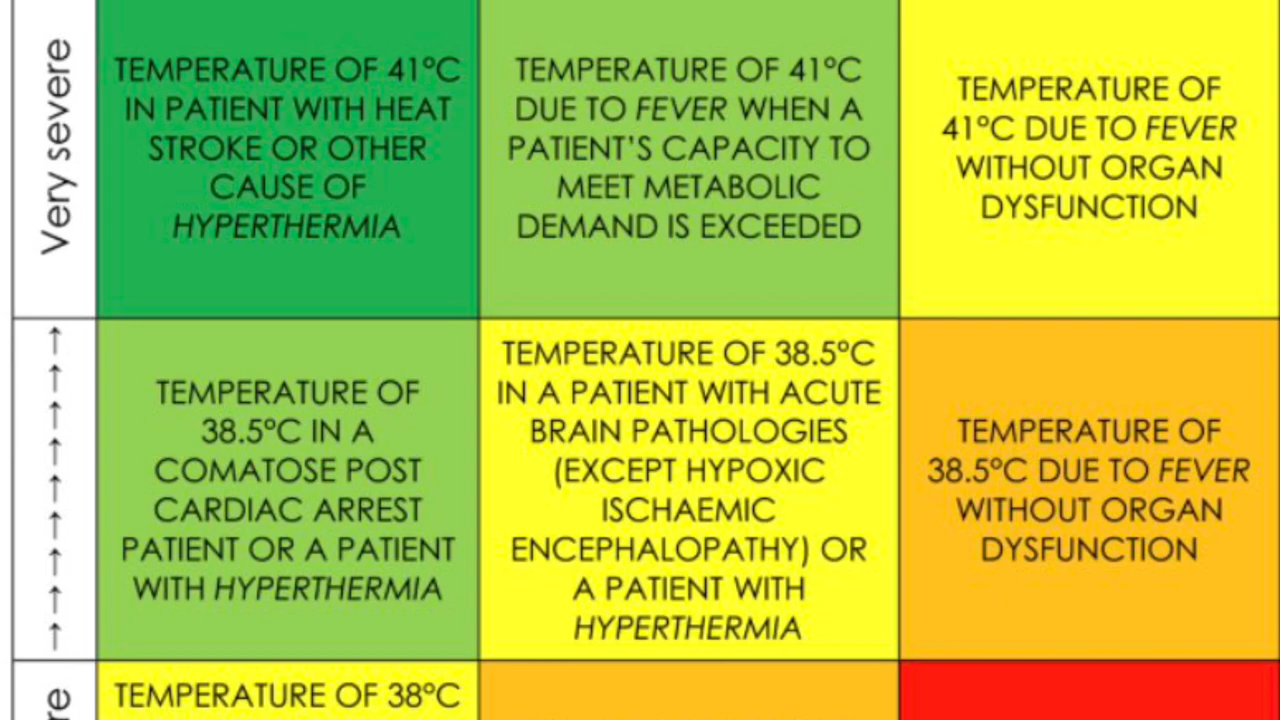 Very severe
TEMPERATURE OF 41°C
IN PATIENT WITH HEAT
STROKE OR OTHER
CAUSE OF
HYPERTHERMIA
TEMPERATURE OF 41°C
DUE TO FEVER WHEN A
PATIENT'S CAPACITY TO
MEET METABOLIC
DEMAND IS EXCEEDED
TEMPERATURE OF
41°C DUE TO FEVER
WITHOUT ORGAN
DYSFUNCTION
TEMPERATURE OF
38.5°C IN A
COMATOSE POST
CARDIAC ARREST
PATIENT OR A PATIENT
WITH HYPERTHERMIA
TEMPERATURE OF 38.5°C
IN A PATIENT WITH ACUTE
BRAIN PATHOLOGIES
(EXCEPT HYPOXIC
ISCHAEMIC
ENCEPHALOPATHY) OR
A PATIENT WITH
HYPERTHERMIA
TEMPERATURE OF
38.5°C DUE TO FEVER
WITHOUT ORGAN
DYSFUNCTION
re
TEMPERATURE OF 38°C